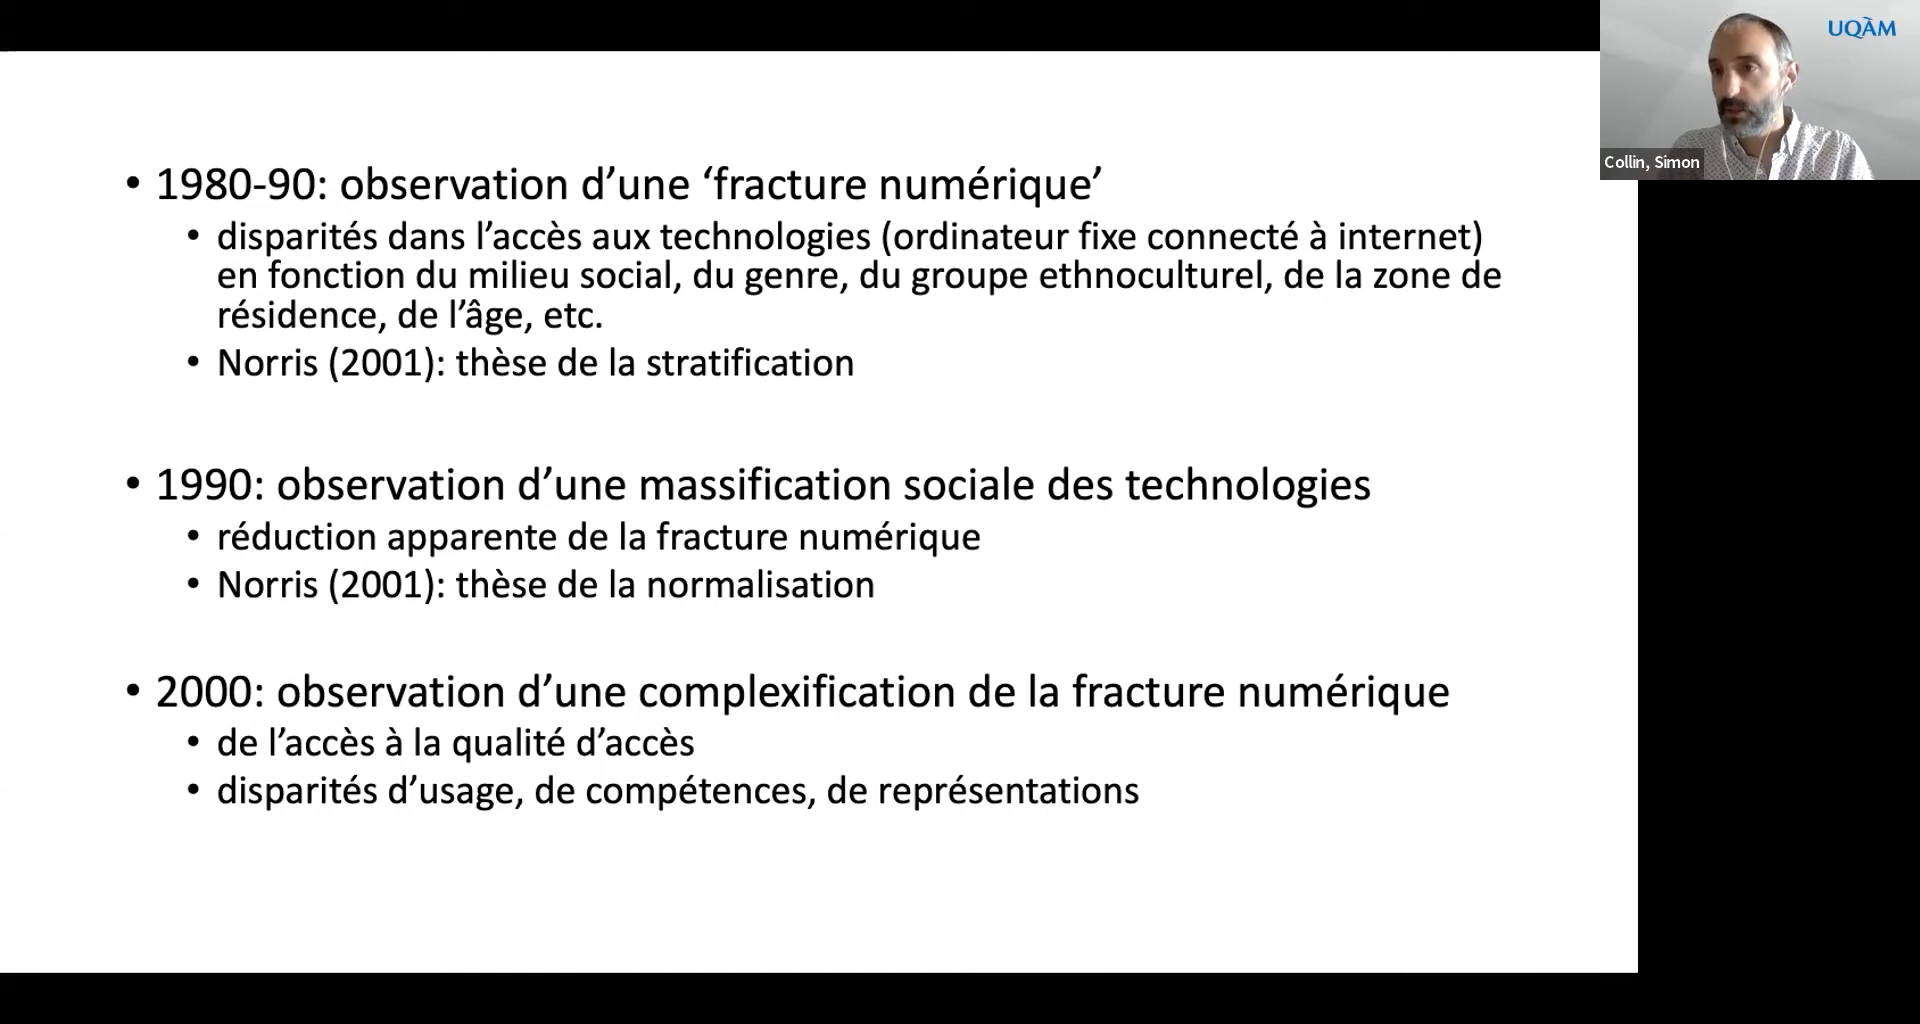 UQÀM
Collin, Simon
• 1980-90: observation d’une ‘fracture numérique’
• disparités dans l’accès aux technologies (ordinateur fixe connecté à internet)
en fonction du milieu social, du genre, du groupe ethnoculturel, de la zone de
résidence, de l’âge, etc.
• Norris (2001): thèse de la stratification
• 1990: observation d’une massification sociale des technologies
• réduction apparente de la fracture numérique
• Norris (2001): thèse de la normalisation
• 2000: observation d’une complexification de la fracture numérique
• de l’accès à la qualité d’accès
• disparités d’usage, de compétences, de représentations